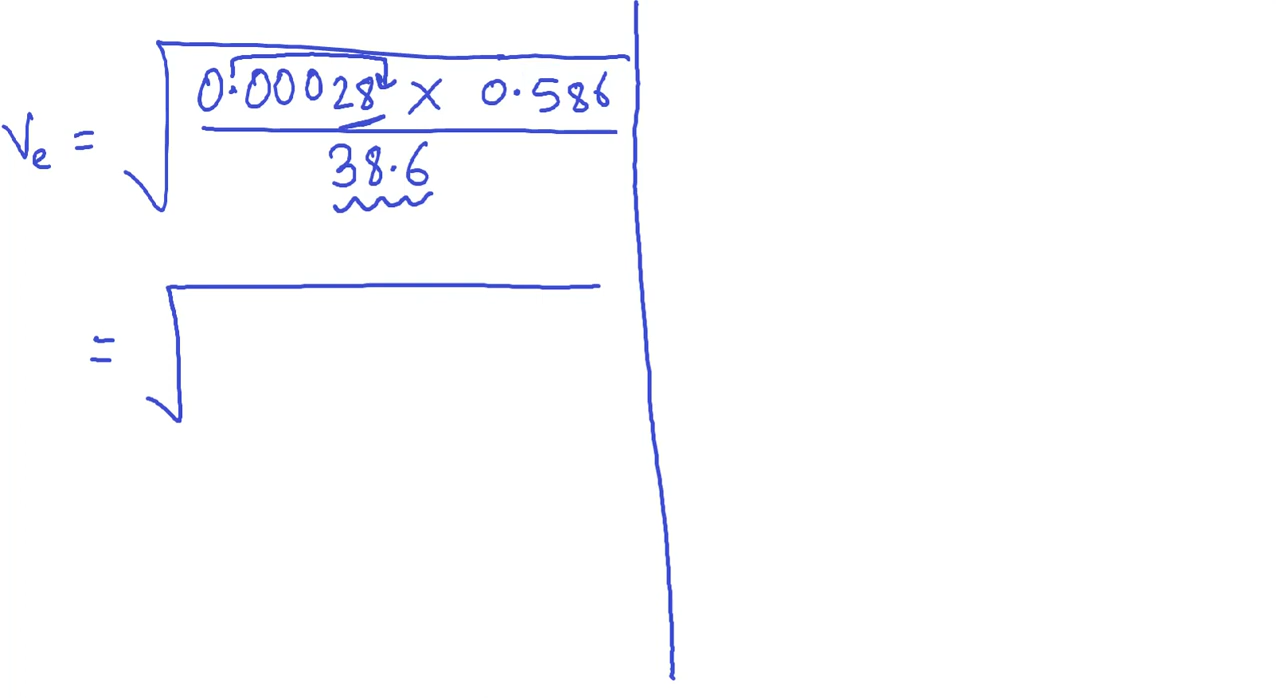 Ve = √(0.00028 × 0.586
38.6
= √